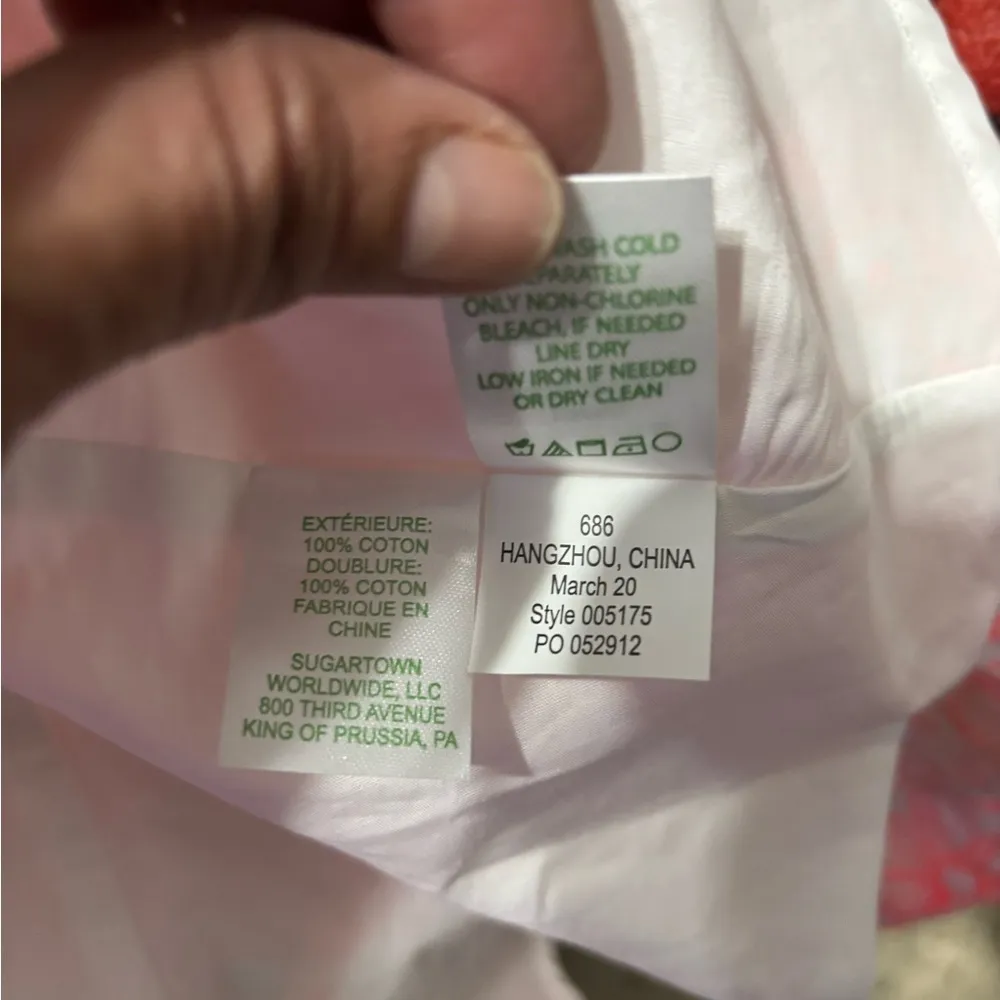 WASH COLD
ONLY NON-CHLORINE
BLEACH, IF NEEDED
LINE DRY
LOW IRON IF NEEDED
OR DRY CLEAN
EXTÉRIEURE:
100% COTON
DOUBLURE:
100% COTON
FABRIQUE EN
CHINE
SUGARTOWN
WORLDWIDE, LLC
800 THIRD AVENUE
KING OF PRUSSIA, PA
686
HANGZHOU, CHINA
March 20
Style 005175
PO 052912